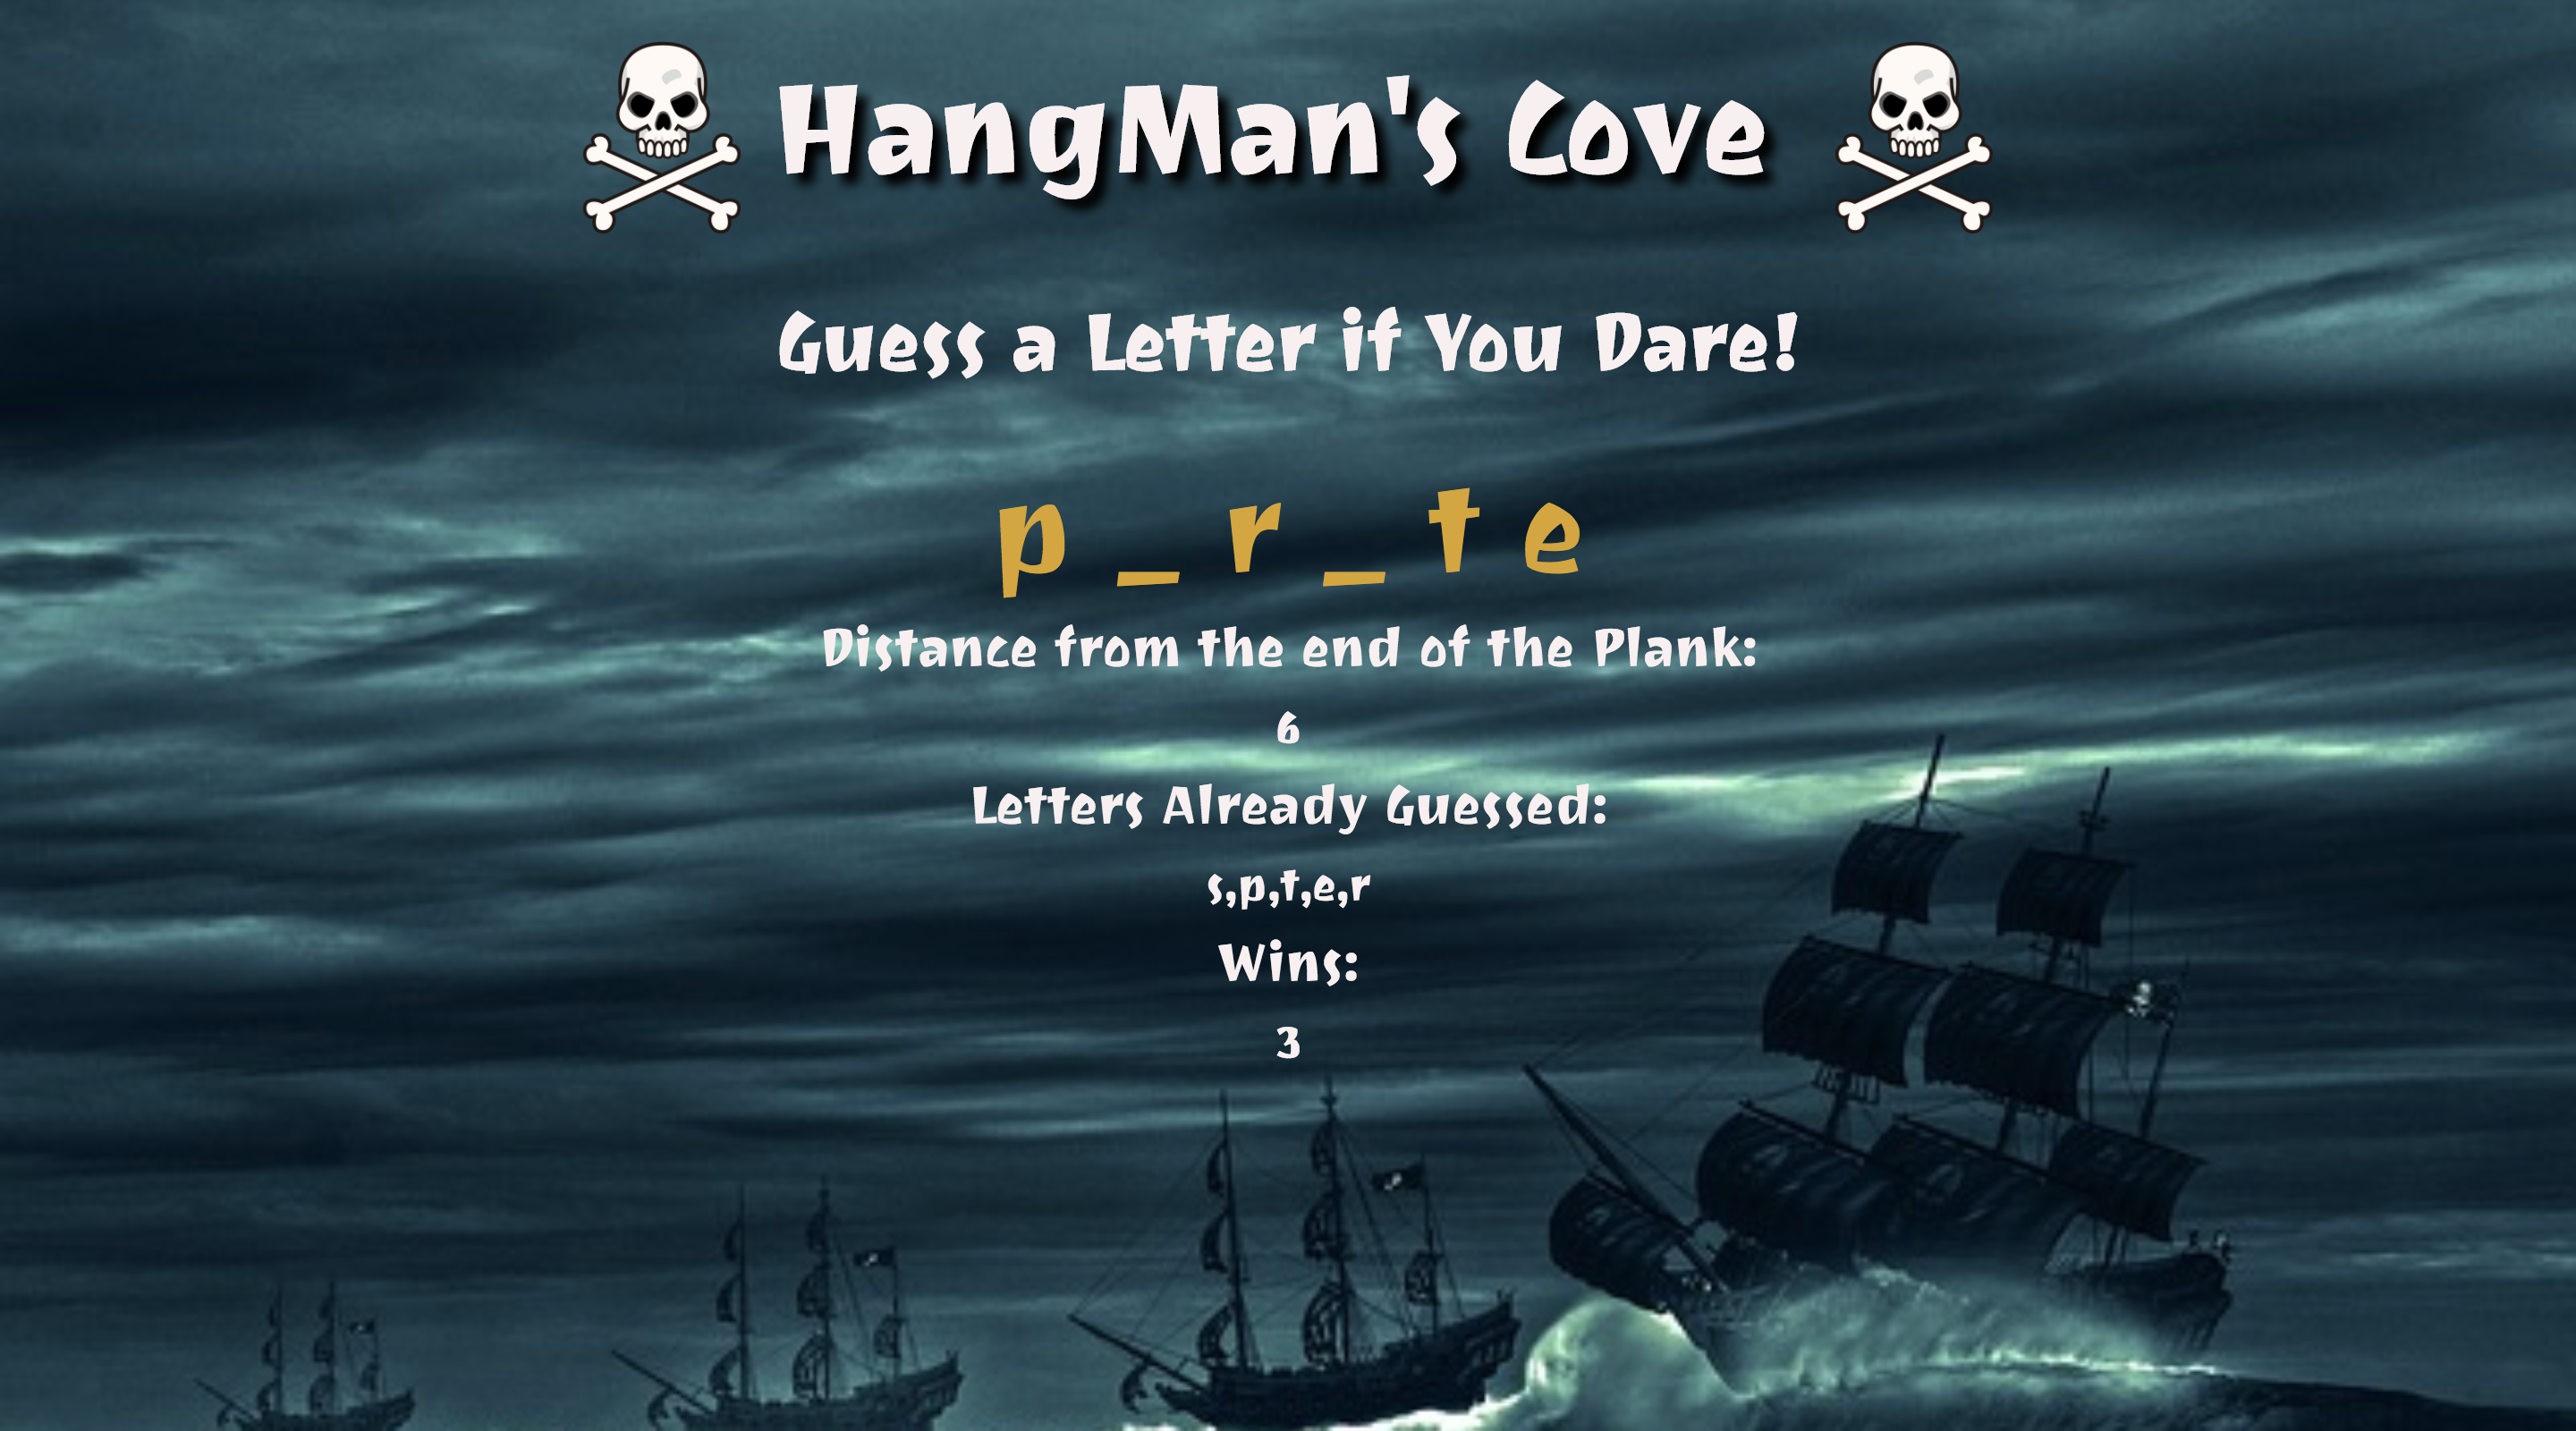 HangMan's Cove
Guess a Letter if You Dare!
p _ r _ t e
Distance from the end of the Plank:
6
Letters Already Guessed:
s,p,t,e,r
Wins:
3